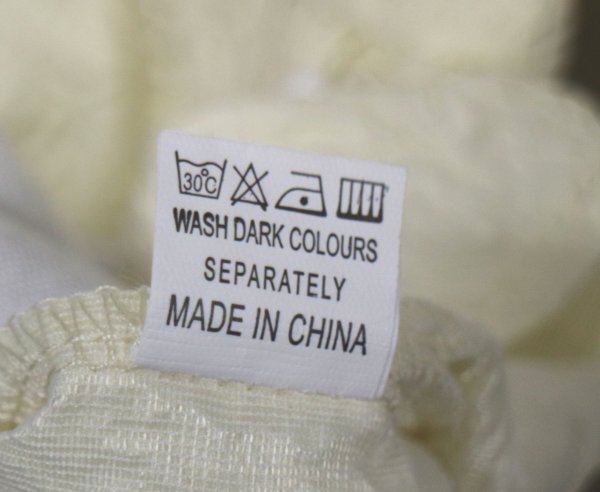 30°C
WASH DARK COLOURS
SEPARATELY
MADE IN CHINA